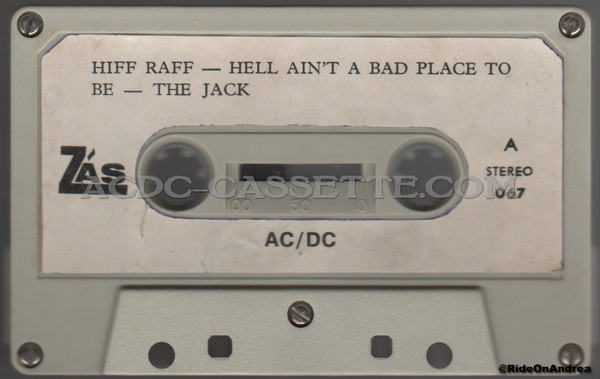 HIFF RAFF — HELL AIN'T A BAD PLACE TO
BE — THE JACK
ZÁS
A
STEREO
067
ACDC-CASSETTE.COM
100 50 0
AC/DC
@RideOnAndrea